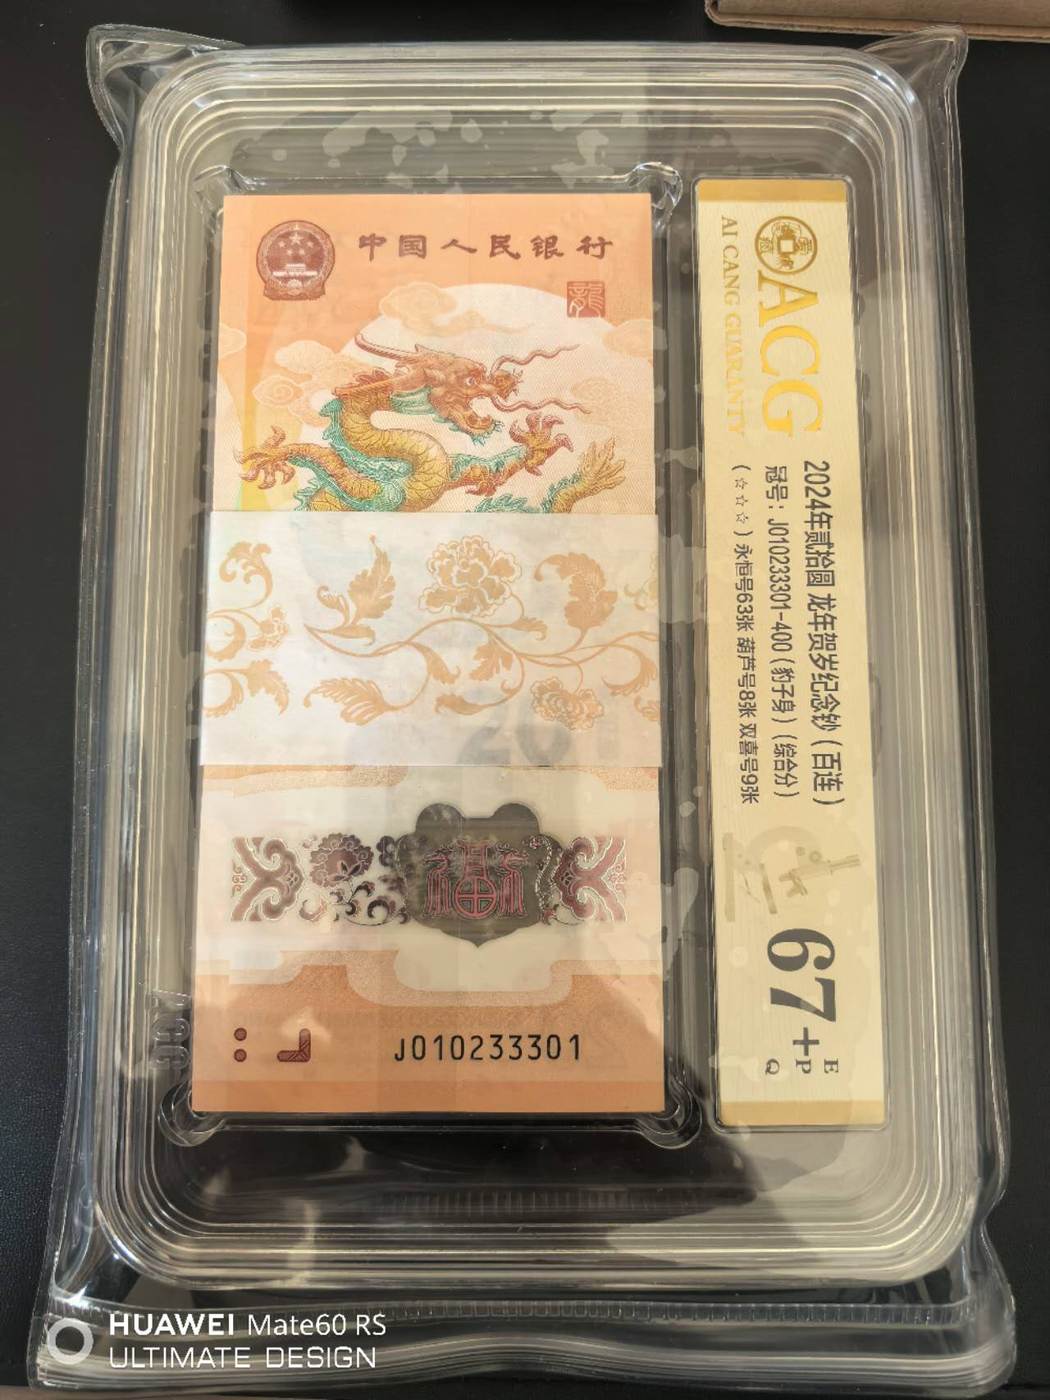 中国人民银行
龍
福
J010233301
ACG
AI CANG GUARANTY
2024年贰拾圆 龙年贺岁纪念钞 (百连)
冠号: J010233301-400 (豹子身) (综合分)
(☆☆☆) 永恒号63张 葫芦号8张 双喜号9张
67+ E
P
Q
HUAWEI Mate60 RS
ULTIMATE DESIGN